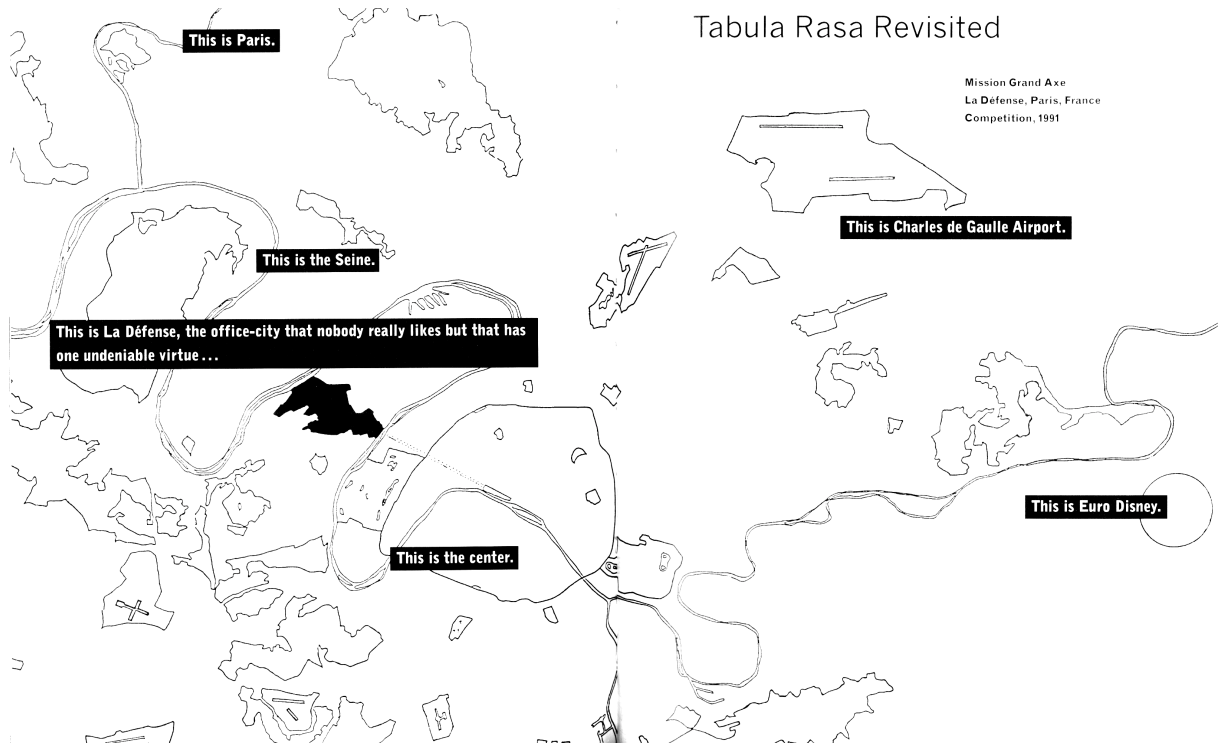 This is Paris.
Tabula Rasa Revisited
Mission Grand Axe
La Défense, Paris, France
Competition, 1991
This is Charles de Gaulle Airport.
This is the Seine.
This is La Défense, the office-city that nobody really likes but that has
one undeniable virtue...
This is Euro Disney.
This is the center.